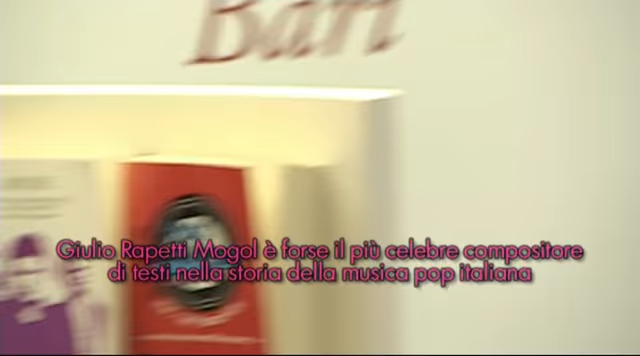 Bari
Giulio Rapetti Mogol è forse il più celebre compositore
di testi nella storia della musica pop italiana